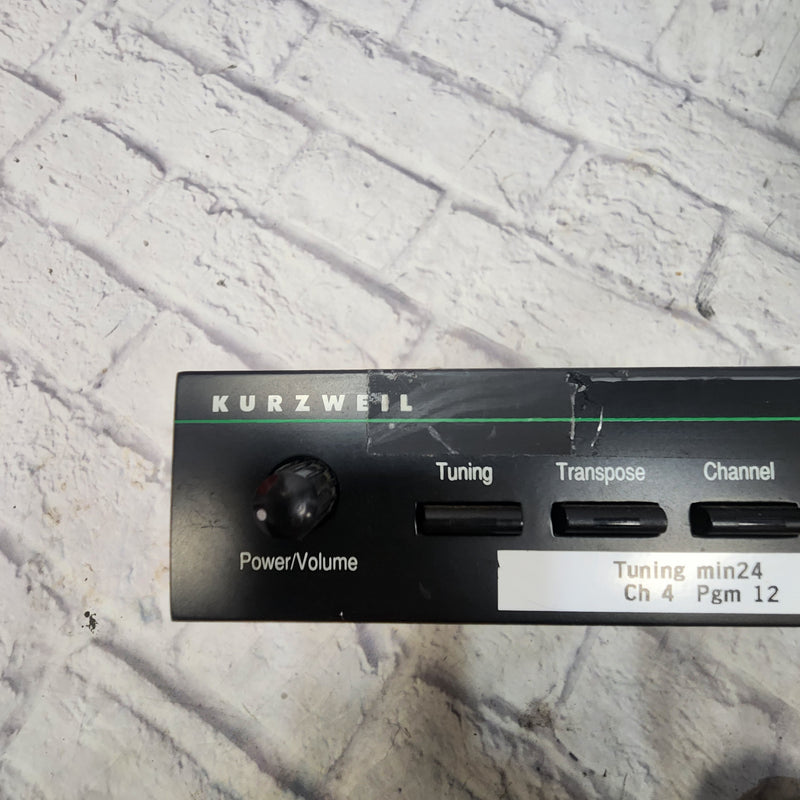 KURZWEIL
Tuning Transpose Channel
Power/Volume
Tuning min24
Ch 4 Pgm 12